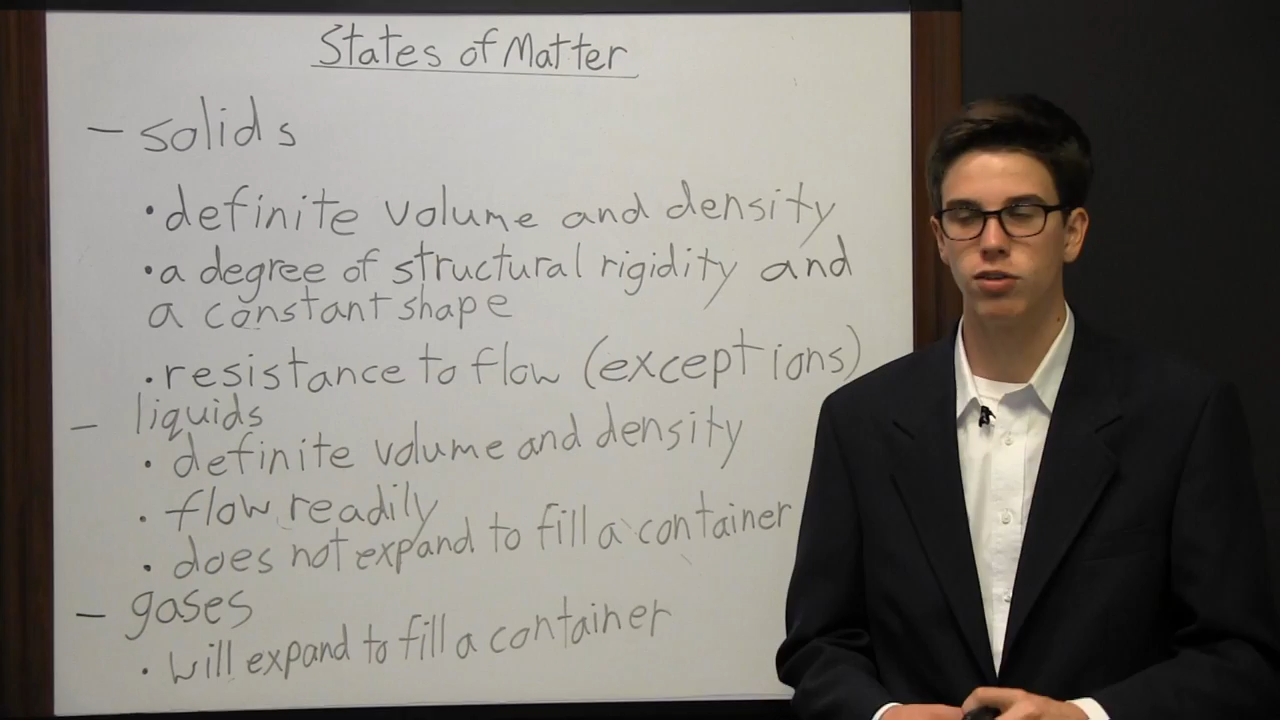 States of Matter
- solids
• definite volume and density
• a degree of structural rigidity and
a constant shape
• resistance to flow (exceptions)
- liquids
• definite volume and density
• flow readily
• does not expand to fill a container
- gases
• will expand to fill a container